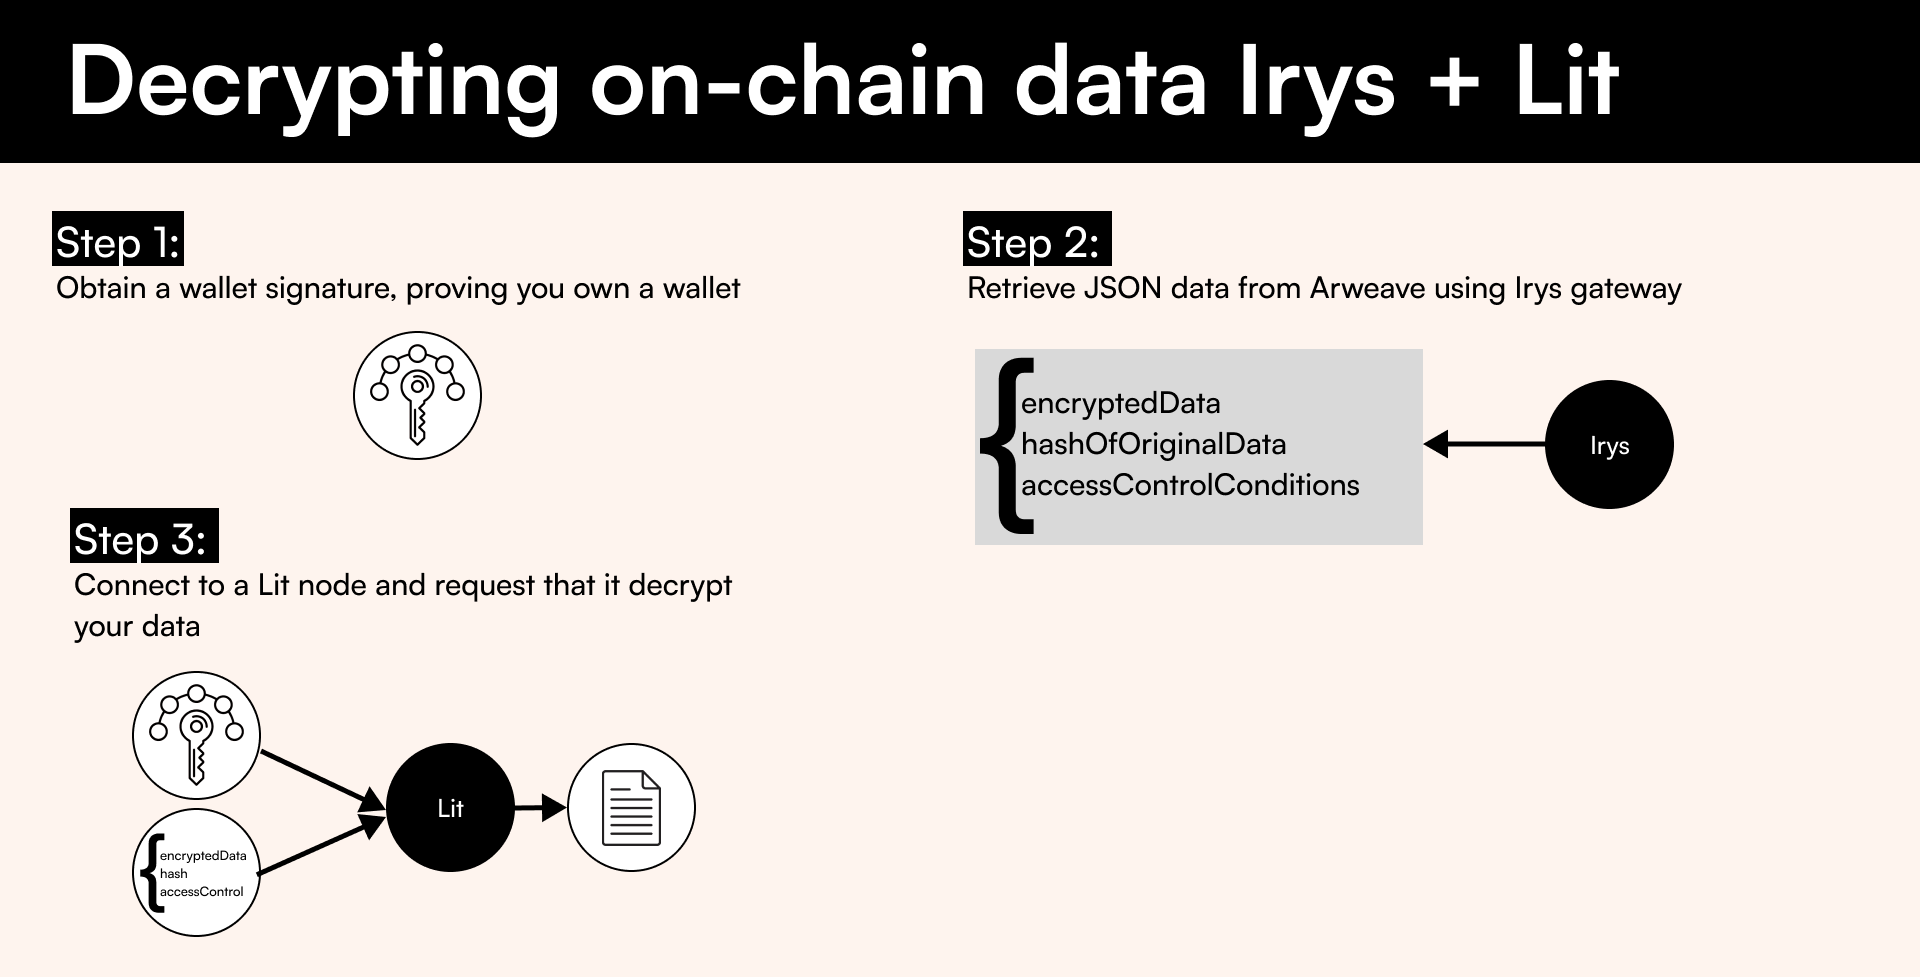 Decrypting on-chain data Irys + Lit
Step 1:
Obtain a wallet signature, proving you own a wallet
Step 2:
Retrieve JSON data from Arweave using Irys gateway
{
encryptedData
hashOfOriginalData
accessControlConditions
Irys
Step 3:
Connect to a Lit node and request that it decrypt
your data
{
encryptedData
hash
accessControl
Lit